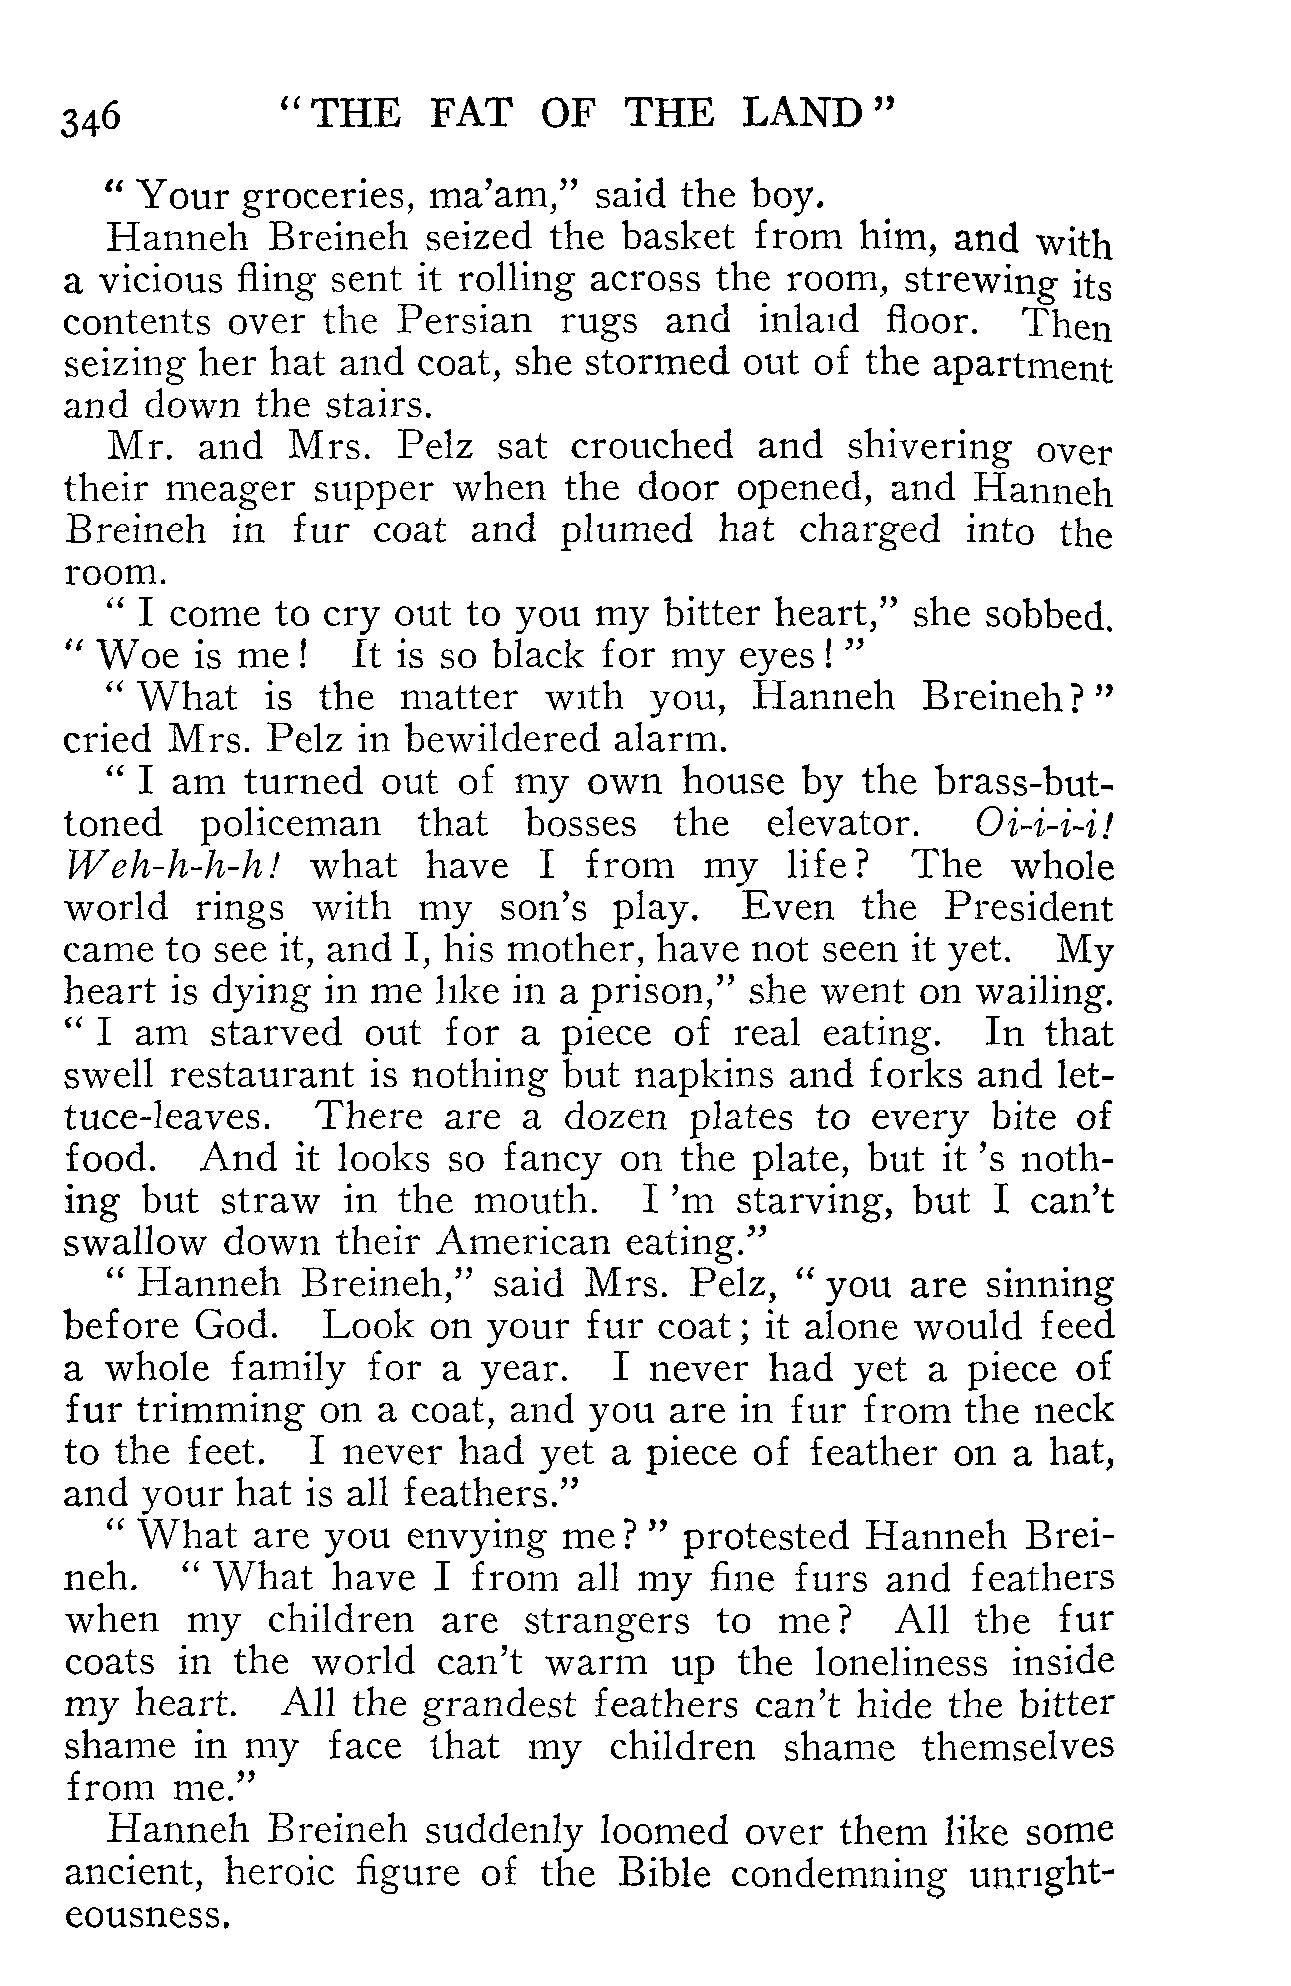 346 "THE FAT OF THE LAND"
" Your groceries, ma'am," said the boy.
Hanneh Breineh seized the basket from him, and with
a vicious fling sent it rolling across the room, strewing its
contents over the Persian rugs and inlaid floor. Then
seizing her hat and coat, she stormed out of the apartment
and down the stairs.
Mr. and Mrs. Pelz sat crouched and shivering over
their meager supper when the door opened, and Hanneh
Breineh in fur coat and plumed hat charged into the
room.
" I come to cry out to you my bitter heart," she sobbed.
" Woe is me! It is so black for my eyes! "
" What is the matter with you, Hanneh Breineh? "
cried Mrs. Pelz in bewildered alarm.
" I am turned out of my own house by the brass-but-
toned policeman that bosses the elevator. Oi-i-i-i!
Weh-h-h-h! what have I from my life? The whole
world rings with my son's play. Even the President
came to see it, and I, his mother, have not seen it yet. My
heart is dying in me like in a prison," she went on wailing.
" I am starved out for a piece of real eating. In that
swell restaurant is nothing but napkins and forks and let-
tuce-leaves. There are a dozen plates to every bite of
food. And it looks so fancy on the plate, but it 's noth-
ing but straw in the mouth. I 'm starving, but I can't
swallow down their American eating."
" Hanneh Breineh," said Mrs. Pelz, " you are sinning
before God. Look on your fur coat; it alone would feed
a whole family for a year. I never had yet a piece of
fur trimming on a coat, and you are in fur from the neck
to the feet. I never had yet a piece of feather on a hat,
and your hat is all feathers."
" What are you envying me? " protested Hanneh Brei-
neh. " What have I from all my fine furs and feathers
when my children are strangers to me? All the fur
coats in the world can't warm up the loneliness inside
my heart. All the grandest feathers can't hide the bitter
shame in my face that my children shame themselves
from me."
Hanneh Breineh suddenly loomed over them like some
ancient, heroic figure of the Bible condemning unright-
eousness.